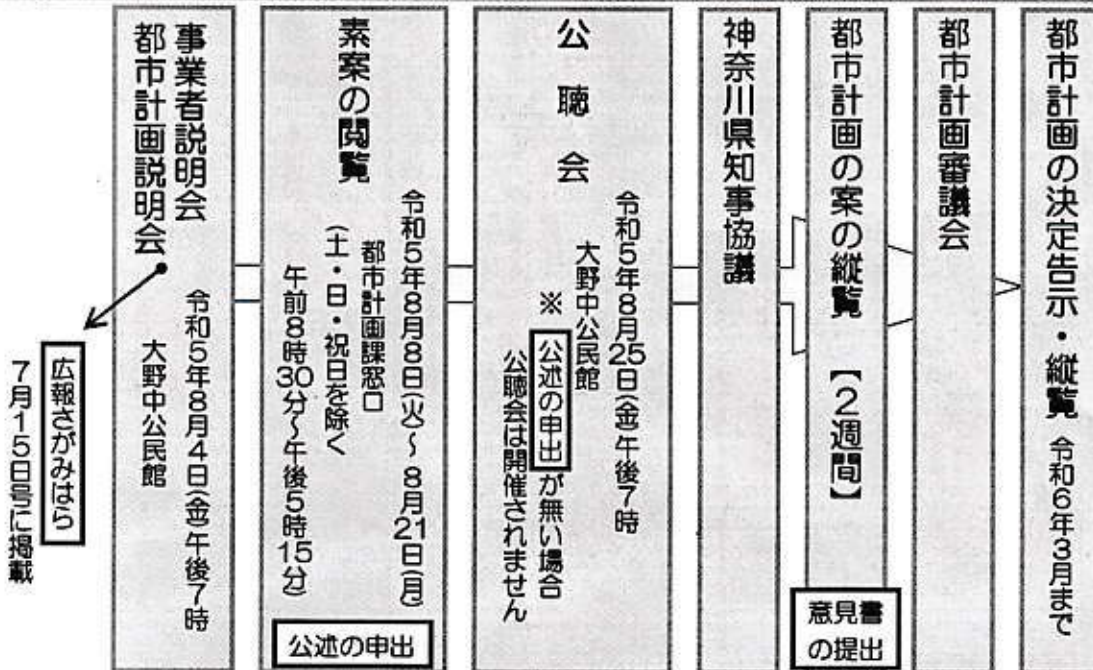 事業者説明会
都市計画説明会
令和5年8月4日(金)午後7時
大野中公民館
広報さがみはら
7月15日号に掲載
素案の閲覧
令和5年8月8日(火)～8月21日(月)
都市計画課窓口
(土・日・祝日を除く
午前8時30分～午後5時15分)
公述の申出
公聴会
令和5年8月25日(金)午後7時
大野中公民館
※公述の申出が無い場合
公聴会は開催されません
神奈川県知事協議
都市計画の案の縦覧【2週間】
意見書
の提出
都市計画審議会
都市計画の決定告示・縦覧 令和6年3月まで